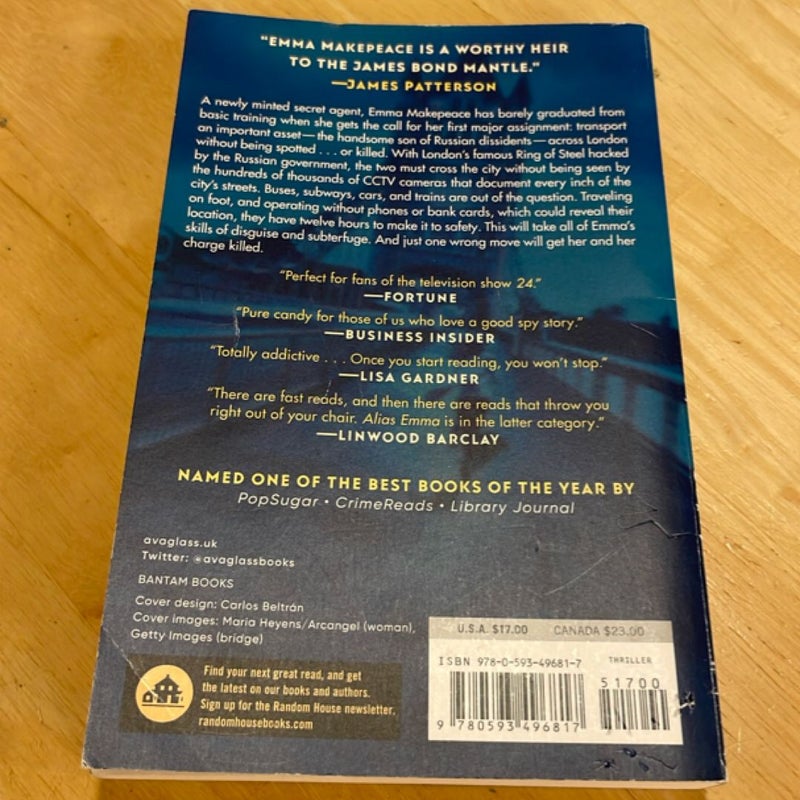 "EMMA MAKEPEACE IS A WORTHY HEIR
TO THE JAMES BOND MANTLE."
—JAMES PATTERSON
A newly minted secret agent, Emma Makepeace has barely graduated from
basic training when she gets the call for her first major assignment: transport
an important asset—the handsome son of Russian dissidents—across London
without being spotted . . . or killed. With London's famous Ring of Steel hacked
by the Russian government, the two must cross the city without being seen by
the hundreds of thousands of CCTV cameras that document every inch of the
city's streets. Buses, subways, cars, and trains are out of the question. Traveling
on foot, and operating without phones or bank cards, which could reveal their
location, they have twelve hours to make it to safety. This will take all of Emma's
skills of disguise and subterfuge. And just one wrong move will get her and her
charge killed.
"Perfect for fans of the television show 24."
—FORTUNE
"Pure candy for those of us who love a good spy story."
—BUSINESS INSIDER
"Totally addictive . . . Once you start reading, you won't stop."
—LISA GARDNER
"There are fast reads, and then there are reads that throw you
right out of your chair. Alias Emma is in the latter category."
—LINWOOD BARCLAY
NAMED ONE OF THE BEST BOOKS OF THE YEAR BY
PopSugar • CrimeReads • Library Journal
avaglass.uk
Twitter: @avaglassbooks
BANTAM BOOKS
Cover design: Carlos Beltrán
Cover images: Maria Heyens/Arcangel (woman),
Getty Images (bridge)
Find your next great read, and get
the latest on our books and authors.
Sign up for the Random House newsletter.
randomhousebooks.com
U.S.A. $17.00 CANADA $23.00
ISBN 978-0-593-49681-7 THRILLER
51700
9 780593 496817